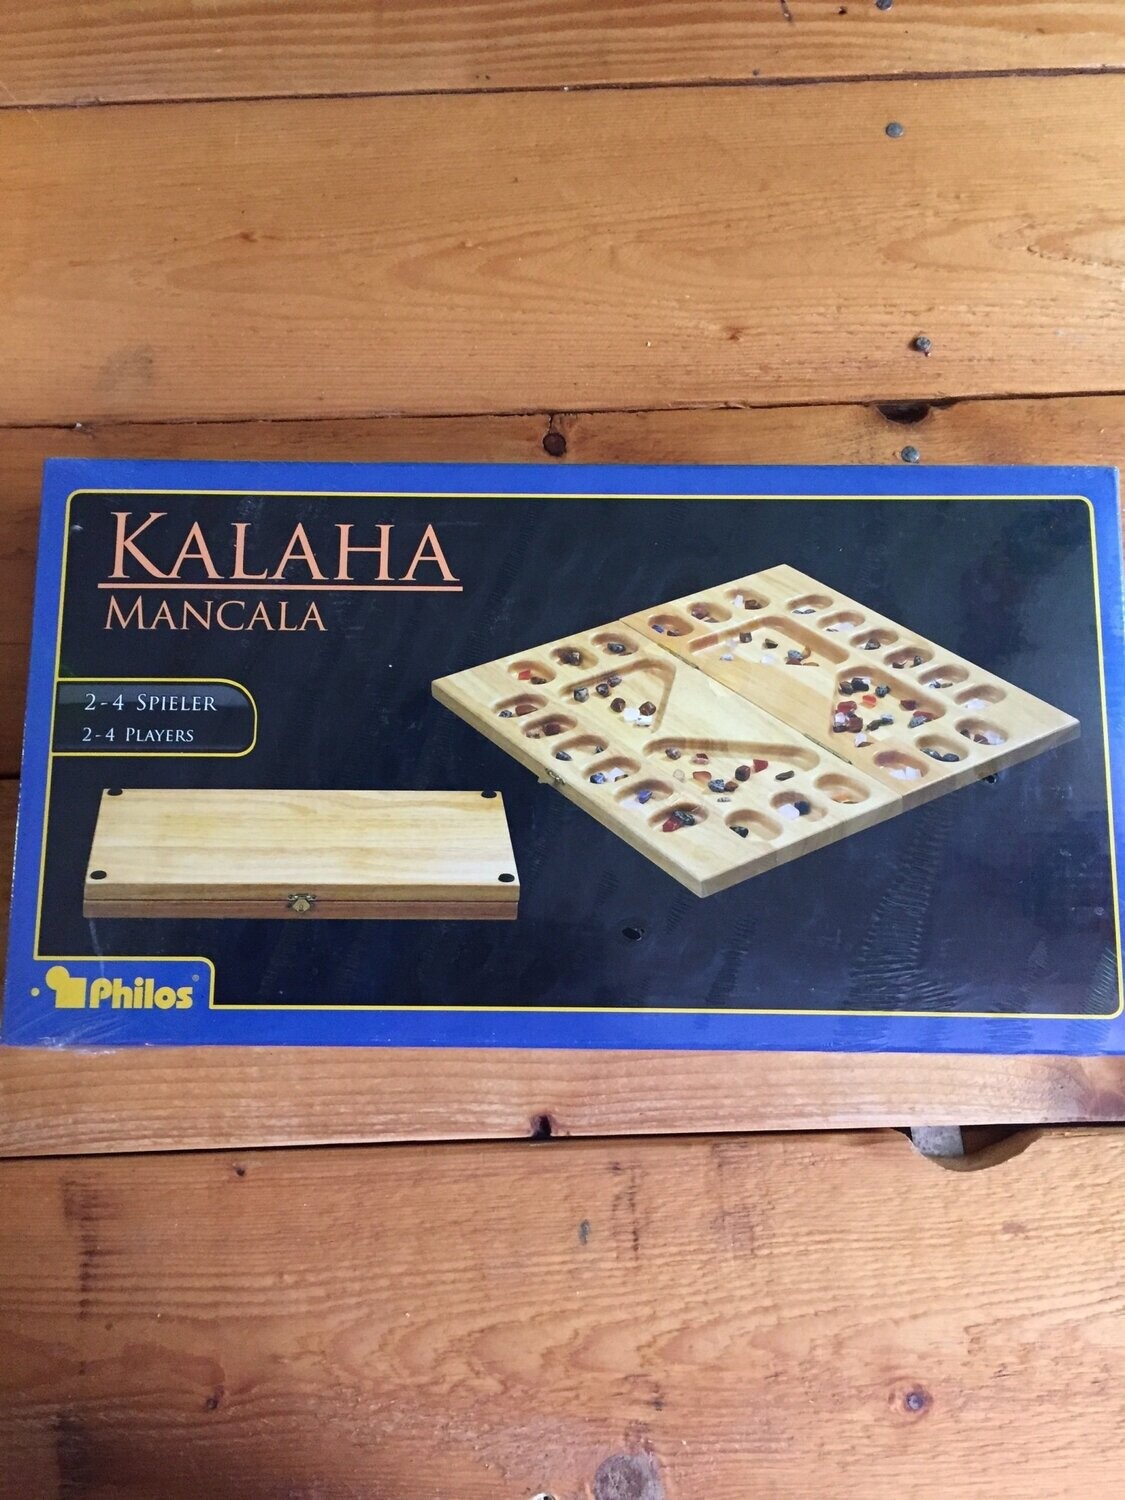 KALAHA
MANCALA
2-4 SPIELER
2-4 PLAYERS
Philos®